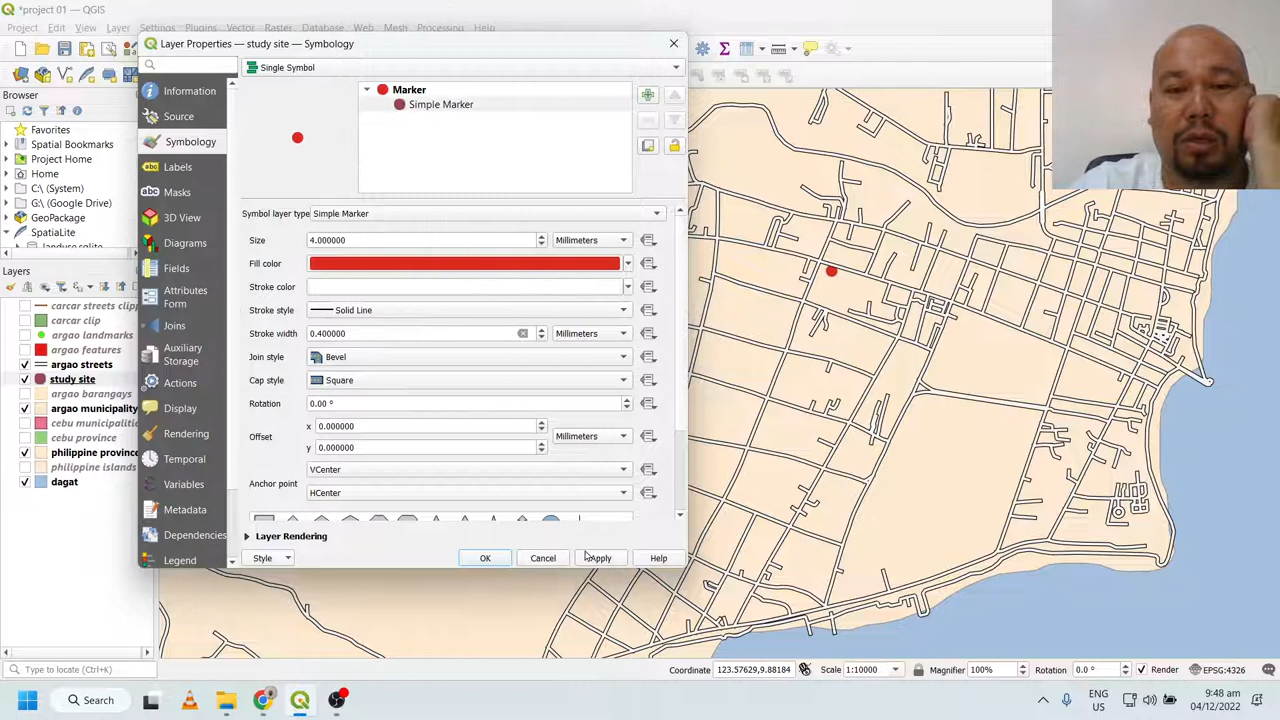 *project 01 — QGIS
Project Edit View Layer Settings Plugins Vector Raster Database Web Mesh Processing Help
Layer Properties — study site — Symbology
Single Symbol
Information
Source
Symbology
Labels
Masks
3D View
Diagrams
Fields
Attributes
Form
Joins
Auxiliary
Storage
Actions
Display
Rendering
Temporal
Variables
Metadata
Dependencies
Legend
Marker
Simple Marker
Symbol layer type Simple Marker
Size 4.000000 Millimeters
Fill color
Stroke color
Stroke style Solid Line
Stroke width 0.400000 Millimeters
Join style Bevel
Cap style Square
Rotation 0.00 °
Offset x 0.000000 Millimeters
y 0.000000
Anchor point VCenter
HCenter
Layer Rendering
Style OK Cancel Apply Help
Browser
Favorites
Spatial Bookmarks
Project Home
Home
C:\ (System)
G:\ (Google Drive)
GeoPackage
SpatiaLite
landuse.sqlite
Layers
carcar streets clipp
carcar clip
argao landmarks
argao features
argao streets
study site
argao barangays
argao municipality
cebu municipali
cebu province
philippine province
philippine islands
dagat
Type to locate (Ctrl+K)
Coordinate 123.57629,9.88184 Scale 1:10000 Magnifier 100% Rotation 0.0 ° Render EPSG:4326
Search
ENG
US
9:48 am
04/12/2022